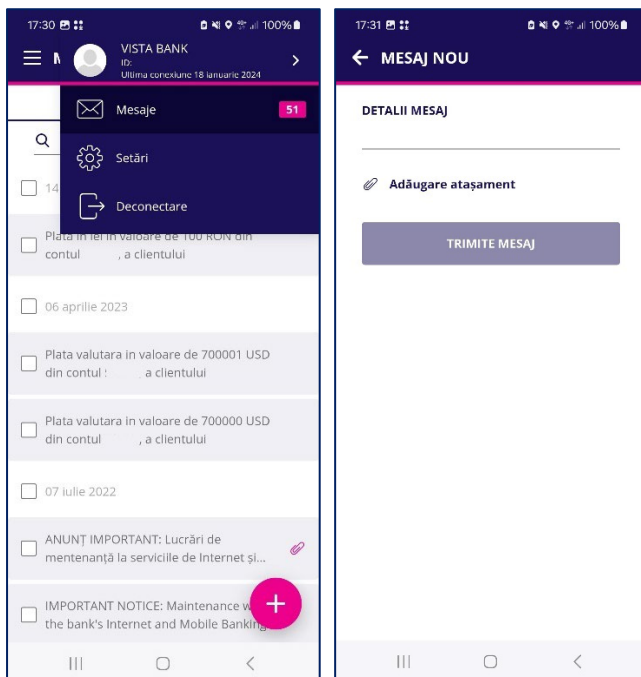 17:30
100%
M
VISTA BANK
ID:
Ultima conexiune 18 ianuarie 2024
Mesaje
51
Setări
Deconectare
14
Plata in lei in valoare de 100 RON din
contul , a clientului
06 aprilie 2023
Plata valutara in valoare de 700001 USD
din contul a clientului
Plata valutara in valoare de 700000 USD
din contul , a clientului
07 iulie 2022
ANUNȚ IMPORTANT: Lucrări de
mentenanță la serviciile de Internet și...
IMPORTANT NOTICE: Maintenance w
the bank's Internet and Mobile Banking
17:31
100%
MESAJ NOU
DETALII MESAJ
Adăugare atașament
TRIMITE MESAJ